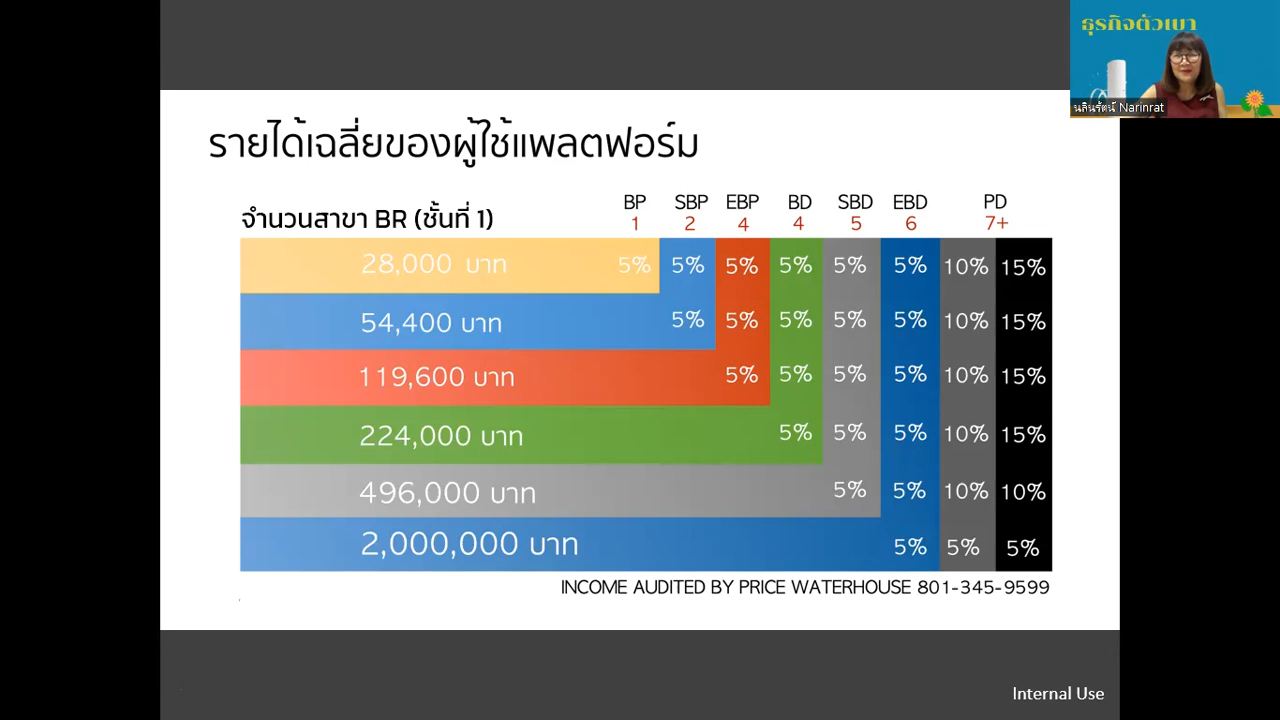 ธุรกิจตัวเบา
นลินรัตน์ Narinrat
รายได้เฉลี่ยของผู้ใช้แพลตฟอร์ม
จำนวนสาขา BR (ชั้นที่ 1)
BP SBP EBP BD SBD EBD PD
1 2 4 4 5 6 7+
28,000 บาท 5% 5% 5% 5% 5% 5% 10% 15%
54,400 บาท 5% 5% 5% 5% 5% 10% 15%
119,600 บาท 5% 5% 5% 5% 10% 15%
224,000 บาท 5% 5% 5% 10% 15%
496,000 บาท 5% 5% 10% 10%
2,000,000 บาท 5% 5% 5%
INCOME AUDITED BY PRICE WATERHOUSE 801-345-9599
Internal Use